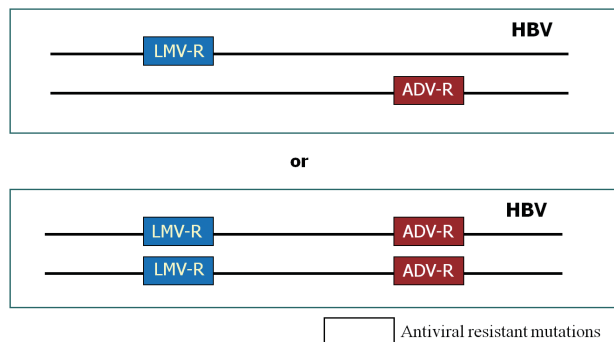 HBV
LMV-R
ADV-R
or
HBV
LMV-R ADV-R
LMV-R ADV-R
Antiviral resistant mutations